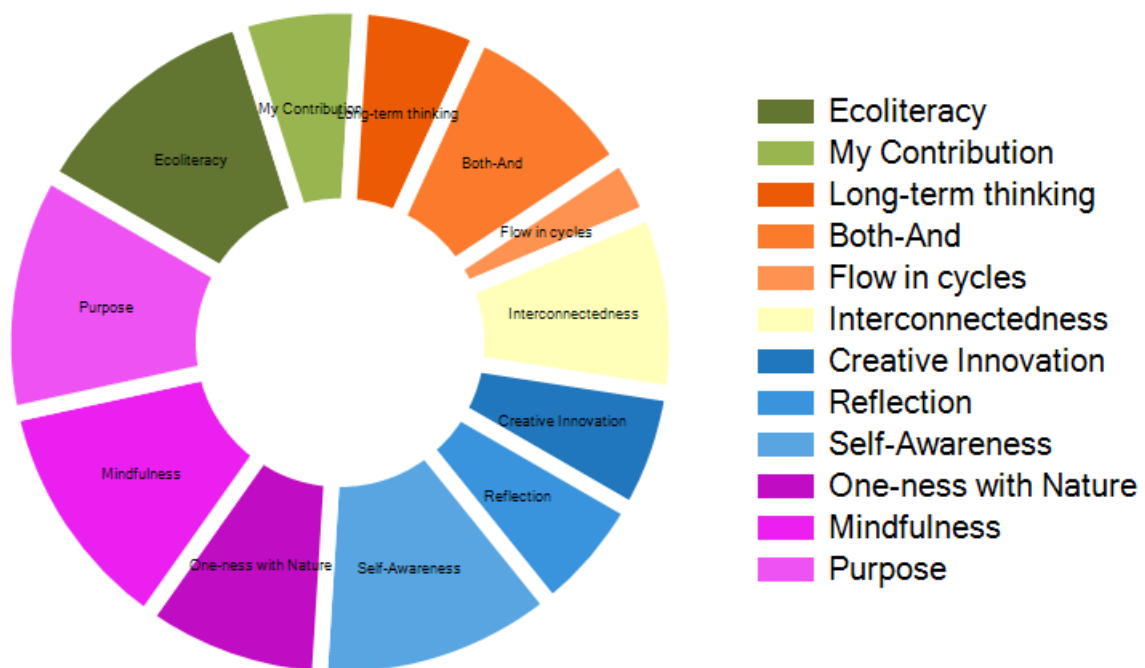 My Contribution
Long-term thinking
Ecoliteracy
Both-And
Flow in cycles
Purpose
Interconnectedness
Creative Innovation
Mindfulness
Reflection
One-ness with Nature
Self-Awareness
Ecoliteracy
My Contribution
Long-term thinking
Both-And
Flow in cycles
Interconnectedness
Creative Innovation
Reflection
Self-Awareness
One-ness with Nature
Mindfulness
Purpose